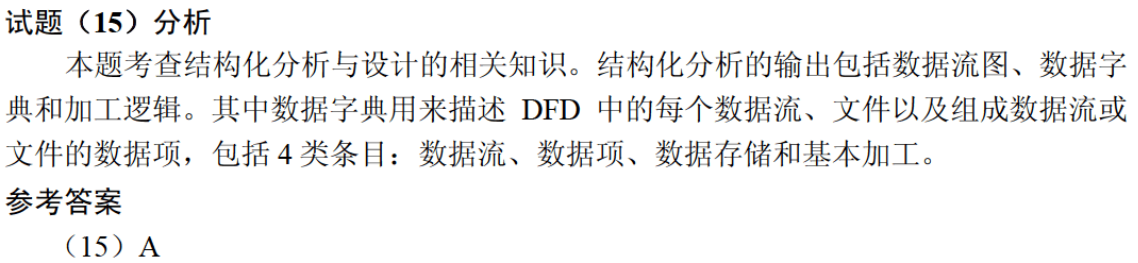 试题（15）分析
本题考查结构化分析与设计的相关知识。结构化分析的输出包括数据流图、数据字
典和加工逻辑。其中数据字典用来描述 DFD 中的每个数据流、文件以及组成数据流或
文件的数据项，包括 4 类条目：数据流、数据项、数据存储和基本加工。
参考答案
（15）A